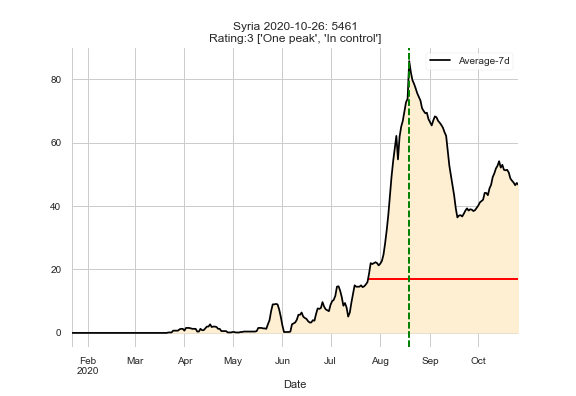 Syria 2020-10-26: 5461
Rating:3 ['One peak', 'In control']
Average-7d
80
60
40
20
0
Feb Mar Apr May Jun Jul Aug Sep Oct
2020
Date